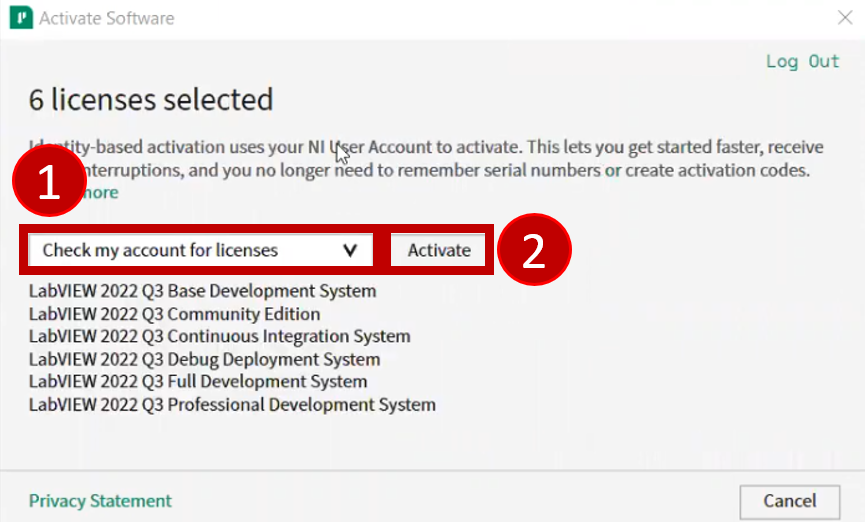 Activate Software
Log Out
6 licenses selected
Identity-based activation uses your NI User Account to activate. This lets you get started faster, receive
interruptions, and you no longer need to remember serial numbers or create activation codes.
more
1
Check my account for licenses
Activate
2
LabVIEW 2022 Q3 Base Development System
LabVIEW 2022 Q3 Community Edition
LabVIEW 2022 Q3 Continuous Integration System
LabVIEW 2022 Q3 Debug Deployment System
LabVIEW 2022 Q3 Full Development System
LabVIEW 2022 Q3 Professional Development System
Privacy Statement
Cancel